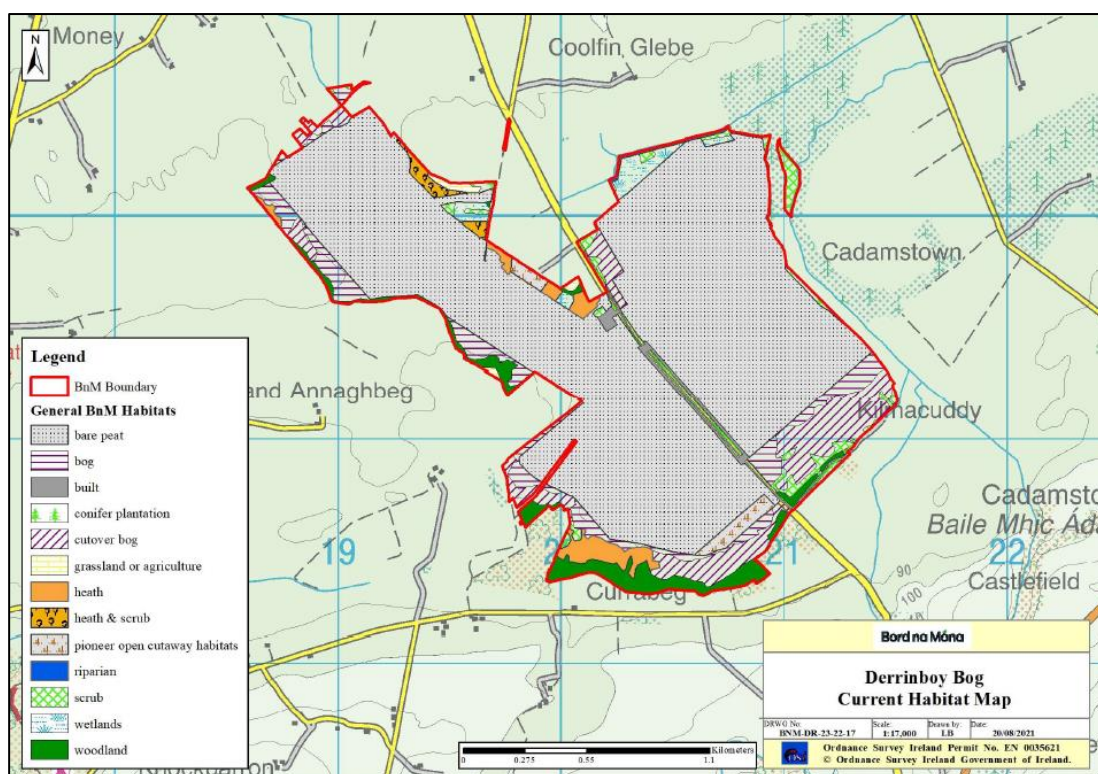 N
Money
Coolfin Glebe
Cadamstown
and Annaghbeg
Kilmacuddy
19
21
22
Cadamsto
Baile Mhic Ád
Castlefield
90
100
Currabeg
Legend
BnM Boundary
General BnM Habitats
bare peat
bog
built
conifer plantation
cutover bog
grassland or agriculture
heath
heath & scrub
pioneer open cutaway habitats
riparian
scrub
wetlands
woodland
Kilometers
0 0.275 0.55 1.1
Bord na Móna
Derrinboy Bog
Current Habitat Map
DRWG No: Scale: Drawn by: Date:
BNM-DR-23-22-17 1:17,000 LB 20/08/2021
Ordnance Survey Ireland Permit No. EN 0035621
© Ordnance Survey Ireland Government of Ireland.